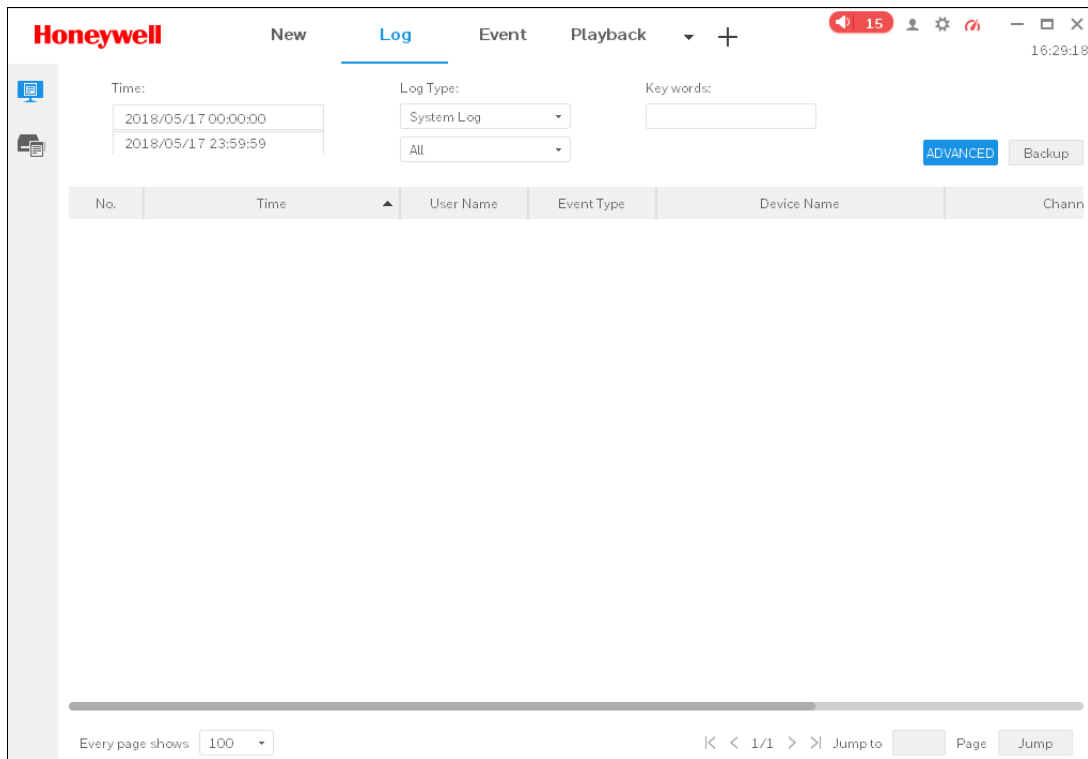 Honeywell New Log Event Playback 15
16:29:18
Time: Log Type: Key words:
2018/05/17 00:00:00 System Log
2018/05/17 23:59:59 All
ADVANCED Backup
No. Time User Name Event Type Device Name Chann
Every page shows 100 1/1 Jump to Page Jump